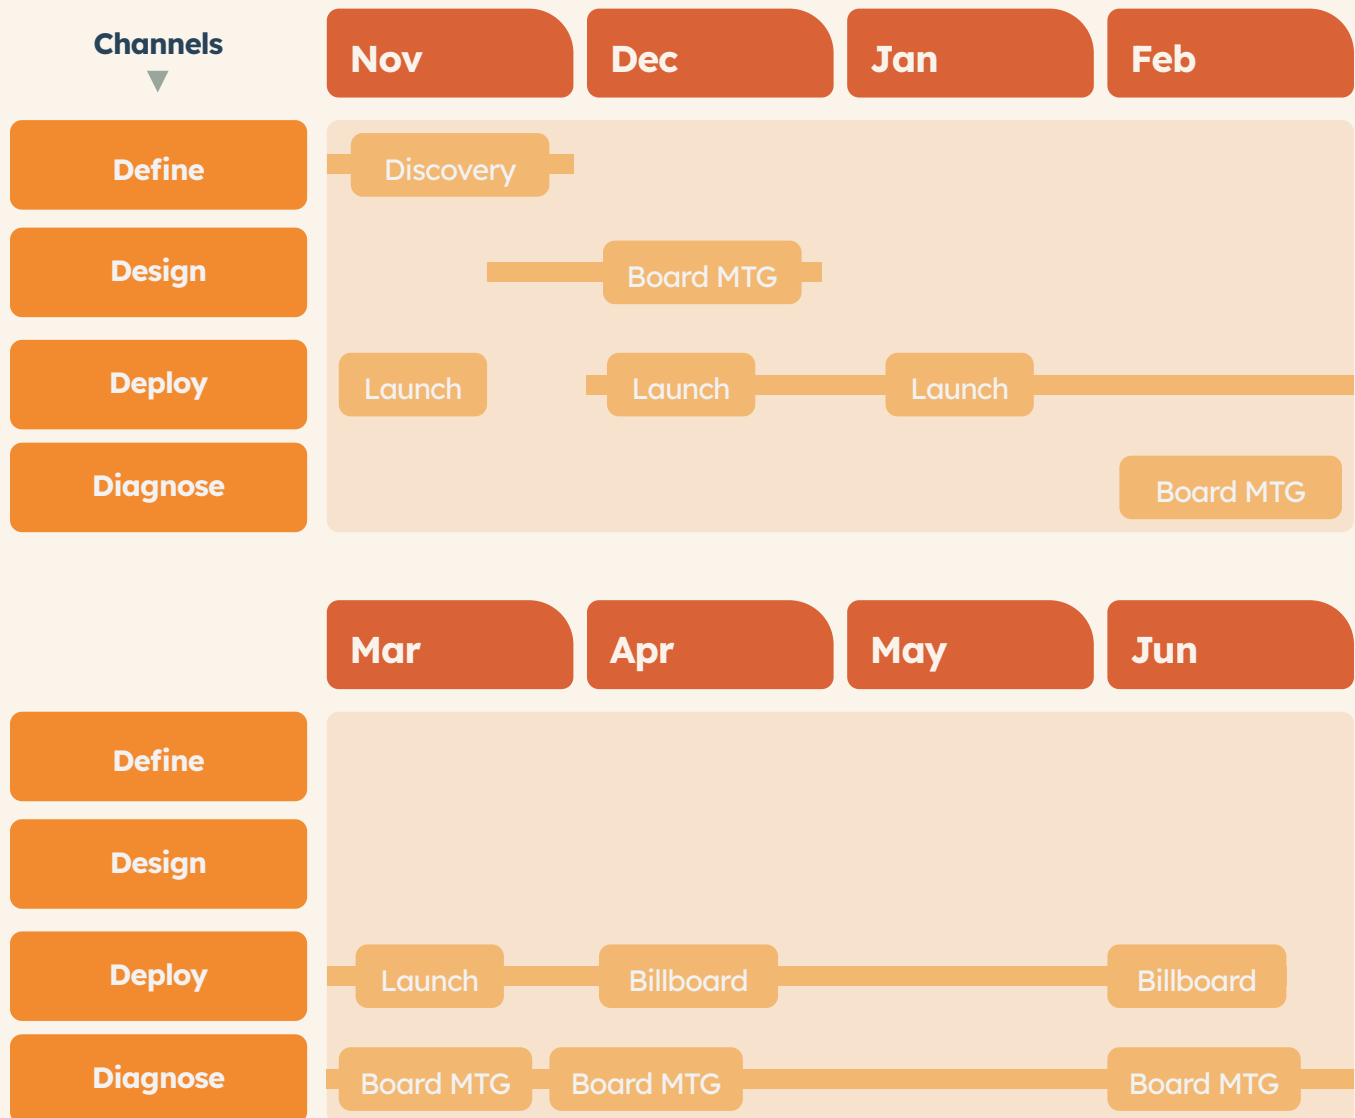 Channels
Nov
Dec
Jan
Feb
Define
Discovery
Design
Board MTG
Deploy
Launch
Launch
Launch
Diagnose
Board MTG
Mar
Apr
May
Jun
Define
Design
Deploy
Launch
Billboard
Billboard
Diagnose
Board MTG
Board MTG
Board MTG